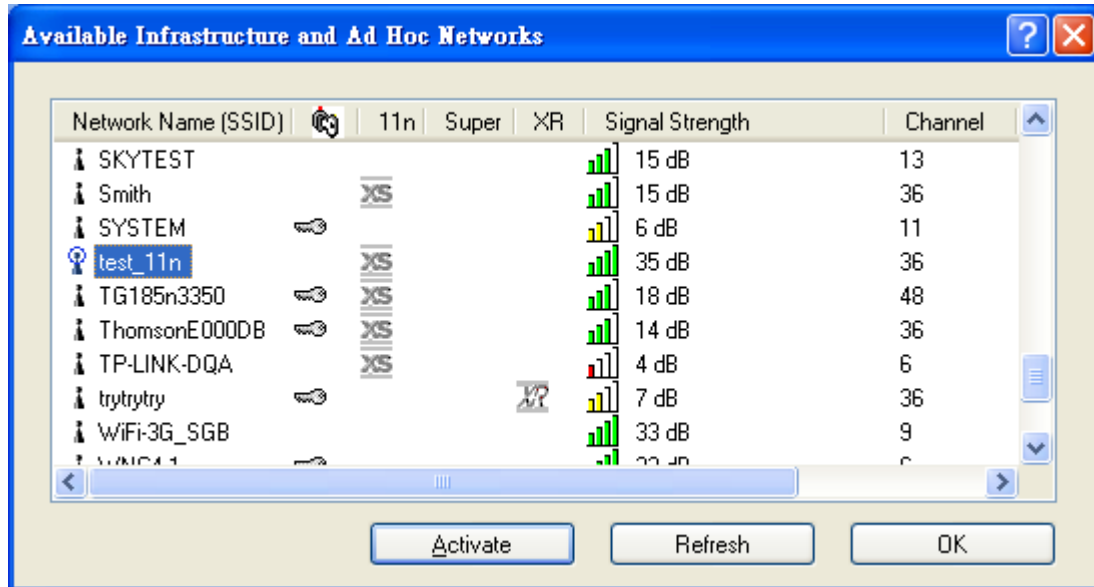 Available Infrastructure and Ad Hoc Networks
Network Name (SSID) 11n Super XR Signal Strength Channel
SKYTEST 15 dB 13
Smith XS 15 dB 36
SYSTEM 6 dB 11
test_11n XS 35 dB 36
TG185n3350 XS 18 dB 48
ThomsonE000DB XS 14 dB 36
TP-LINK-DQA XS 4 dB 6
trytrytry XR 7 dB 36
WiFi-3G_SGB 33 dB 9
Activate Refresh OK